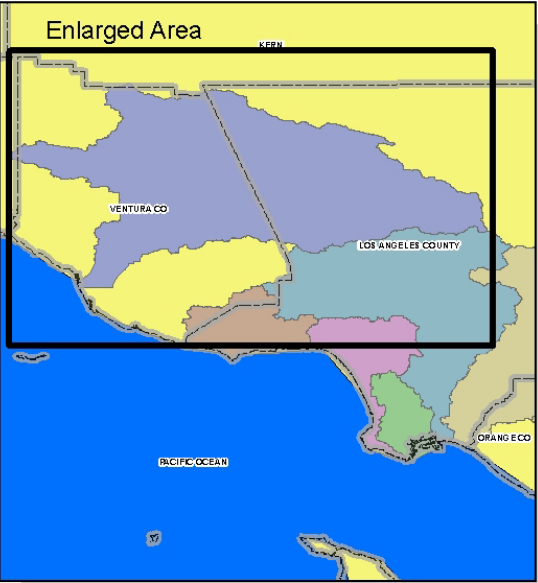 Enlarged Area
KERN
VENTURA CO
LOS ANGELES COUNTY
ORANGE CO
PACIFIC OCEAN